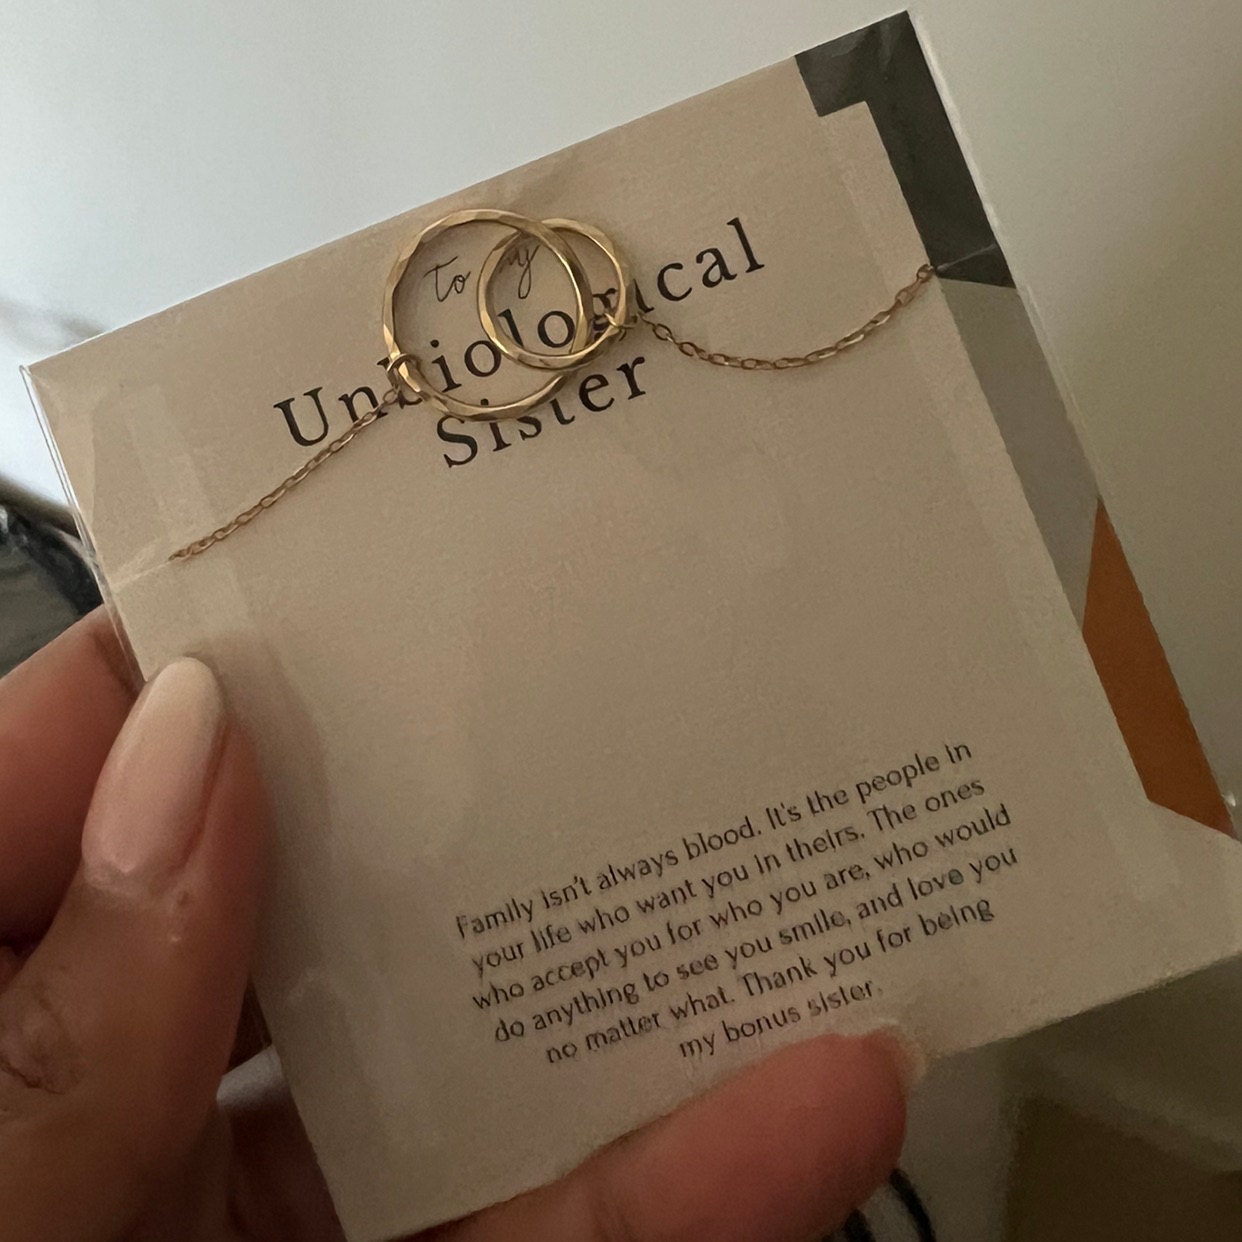 to my
Unbiological
Sister
Family isn't always blood. It's the people in
your life who want you in theirs. The ones
who accept you for who you are, who would
do anything to see you smile, and love you
no matter what. Thank you for being
my bonus sister.